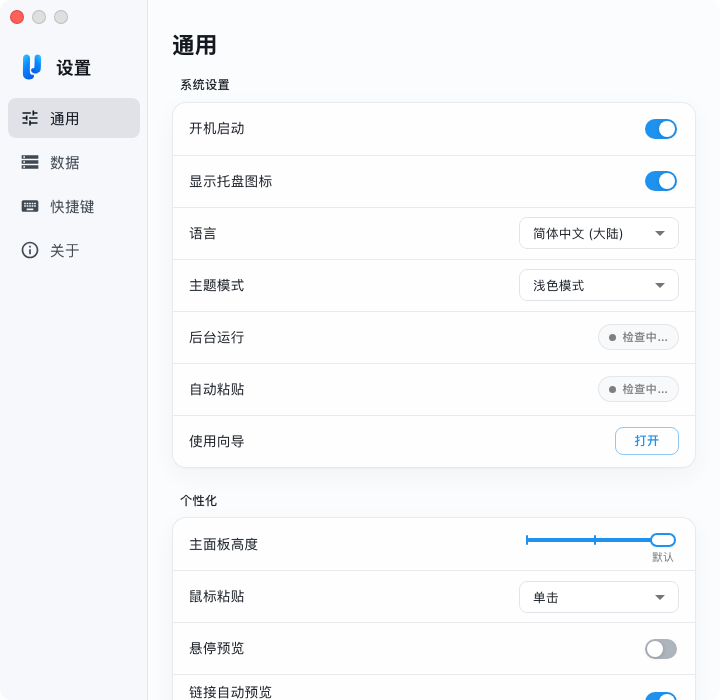 设置
通用
数据
快捷键
关于
通用
系统设置
开机启动
显示托盘图标
语言
简体中文 (大陆)
主题模式
浅色模式
后台运行
检查中...
自动粘贴
检查中...
使用向导
打开
个性化
主面板高度
默认
鼠标粘贴
单击
悬停预览
链接自动预览